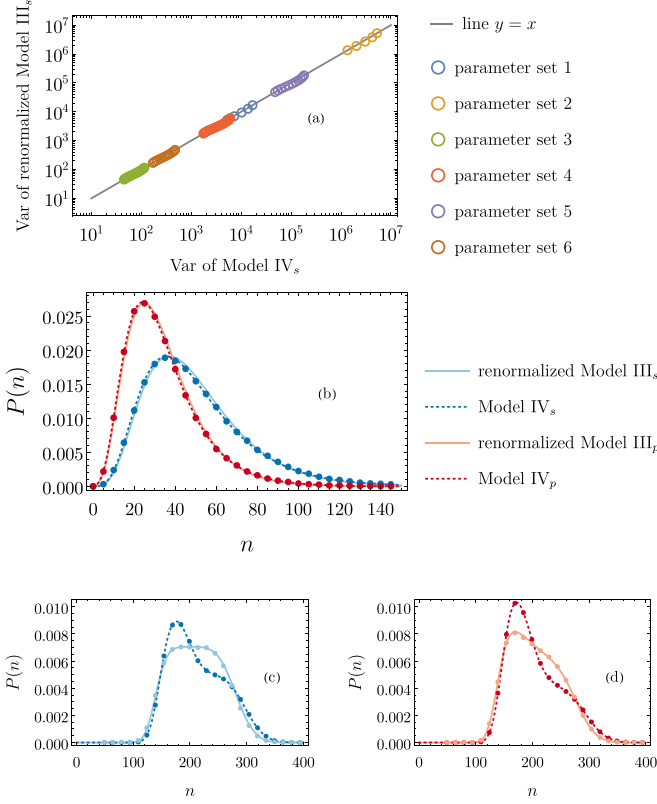 Var of renormalized Model III_s
10^7
10^6
10^5
10^4
10^3
10^2
10^1
(a)
10^1 10^2 10^3 10^4 10^5 10^6 10^7
Var of Model IV_s
line y = x
parameter set 1
parameter set 2
parameter set 3
parameter set 4
parameter set 5
parameter set 6
P(n)
0.025
0.020
0.015
0.010
0.005
0.000
(b)
0 20 40 60 80 100 120 140
n
renormalized Model III_s
Model IV_s
renormalized Model III_p
Model IV_p
P(n)
0.010
0.008
0.006
0.004
0.002
0.000
(c)
0 100 200 300 400
n
P(n)
0.010
0.008
0.006
0.004
0.002
0.000
(d)
0 100 200 300 400
n